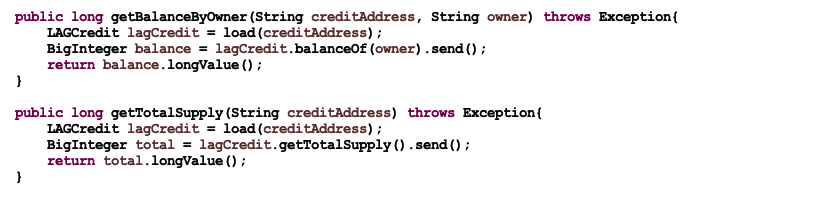 public long getBalanceByOwner(String creditAddress, String owner) throws Exception{
    LAGCredit lagCredit = load(creditAddress);
    BigInteger balance = lagCredit.balanceOf(owner).send();
    return balance.longValue();
}

public long getTotalSupply(String creditAddress) throws Exception{
    LAGCredit lagCredit = load(creditAddress);
    BigInteger total = lagCredit.getTotalSupply().send();
    return total.longValue();
}